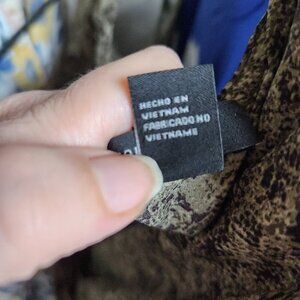 HECHO EN
VIETNAM
FABRICADO NO
VIETNAME